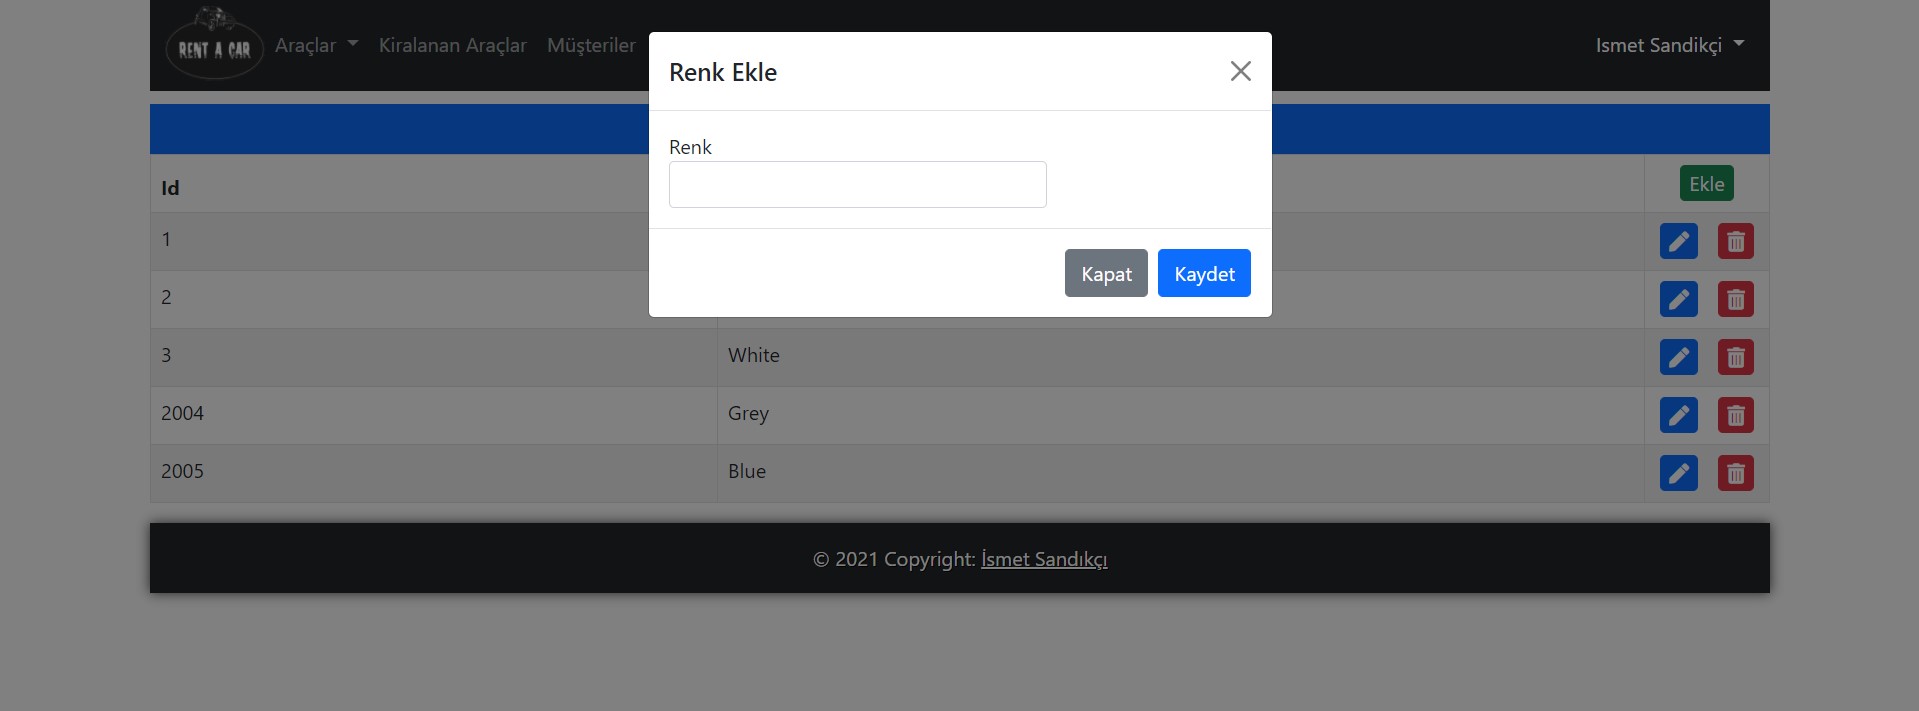 RENT A CAR
Araçlar Kiralanan Araçlar Müşteriler
Ismet Sandikçi
Renk Ekle
Renk
Kapat Kaydet
Id Ekle
1
2
3 White
2004 Grey
2005 Blue
© 2021 Copyright: İsmet Sandıkçı